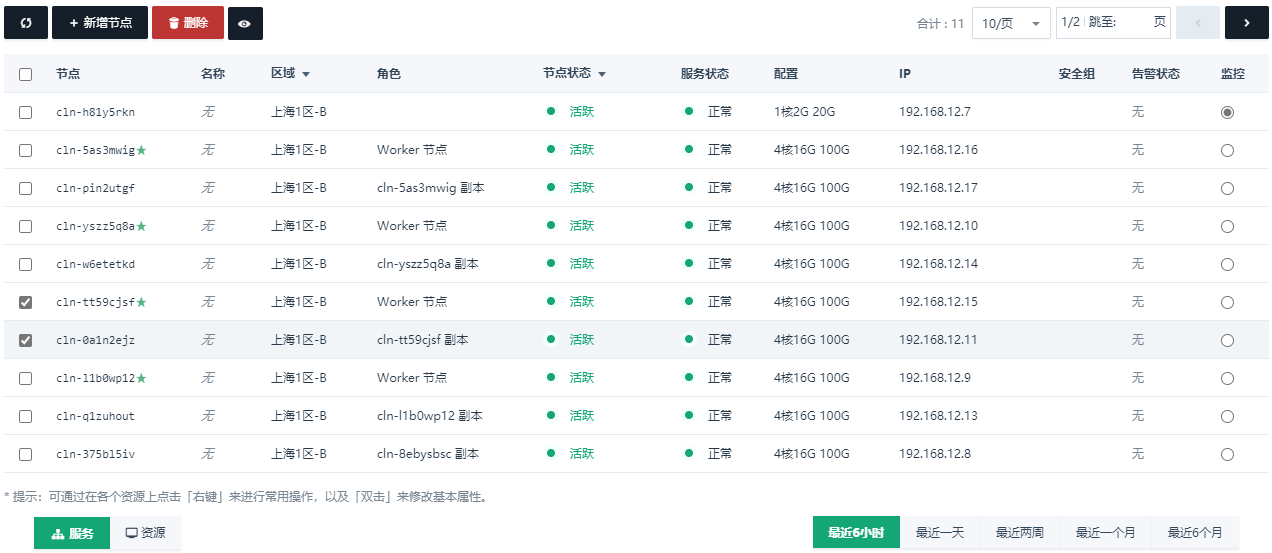 新增节点 删除 合计 : 11 10/页 1/2 跳至: 页
节点 名称 区域 角色 节点状态 服务状态 配置 IP 安全组 告警状态 监控
cln-h81y5rkn 无 上海1区-B 活跃 正常 1核2G 20G 192.168.12.7 无
cln-5as3mwig 无 上海1区-B Worker 节点 活跃 正常 4核16G 100G 192.168.12.16 无
cln-pin2utgf 无 上海1区-B cln-5as3mwig 副本 活跃 正常 4核16G 100G 192.168.12.17 无
cln-yszz5q8a 无 上海1区-B Worker 节点 活跃 正常 4核16G 100G 192.168.12.10 无
cln-w6etetkd 无 上海1区-B cln-yszz5q8a 副本 活跃 正常 4核16G 100G 192.168.12.14 无
cln-tt59cjsf 无 上海1区-B Worker 节点 活跃 正常 4核16G 100G 192.168.12.15 无
cln-0a1n2ejz 无 上海1区-B cln-tt59cjsf 副本 活跃 正常 4核16G 100G 192.168.12.11 无
cln-l1b0wp12 无 上海1区-B Worker 节点 活跃 正常 4核16G 100G 192.168.12.9 无
cln-q1zuhout 无 上海1区-B cln-l1b0wp12 副本 活跃 正常 4核16G 100G 192.168.12.13 无
cln-375bl5iv 无 上海1区-B cln-8ebysbsc 副本 活跃 正常 4核16G 100G 192.168.12.8 无
* 提示：可通过在各个资源上点击「右键」来进行常用操作，以及「双击」来修改基本属性。
服务 资源 最近6小时 最近一天 最近两周 最近一个月 最近6个月